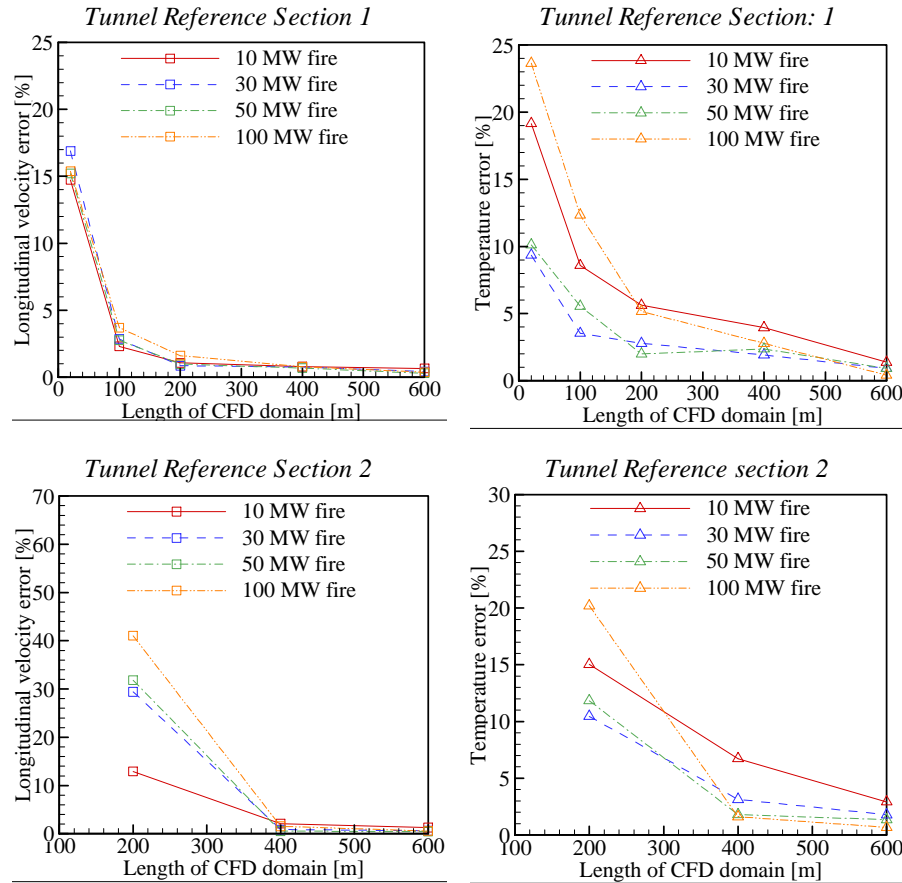 Tunnel Reference Section 1
25
20
15
10
5
0
Longitudinal velocity error [%]
10 MW fire
30 MW fire
50 MW fire
100 MW fire
0 100 200 300 400 500 600
Length of CFD domain [m]
Tunnel Reference Section: 1
25
20
15
10
5
0
Temperature error [%]
10 MW fire
30 MW fire
50 MW fire
100 MW fire
100 200 300 400 500 600
Length of CFD domain [m]
Tunnel Reference Section 2
70
60
50
40
30
20
10
0
Longitudinal velocity error [%]
10 MW fire
30 MW fire
50 MW fire
100 MW fire
100 200 300 400 500 600
Length of CFD domain [m]
Tunnel Reference section 2
30
25
20
15
10
5
0
Temperature error [%]
10 MW fire
30 MW fire
50 MW fire
100 MW fire
100 200 300 400 500 600
Length of CFD domain [m]